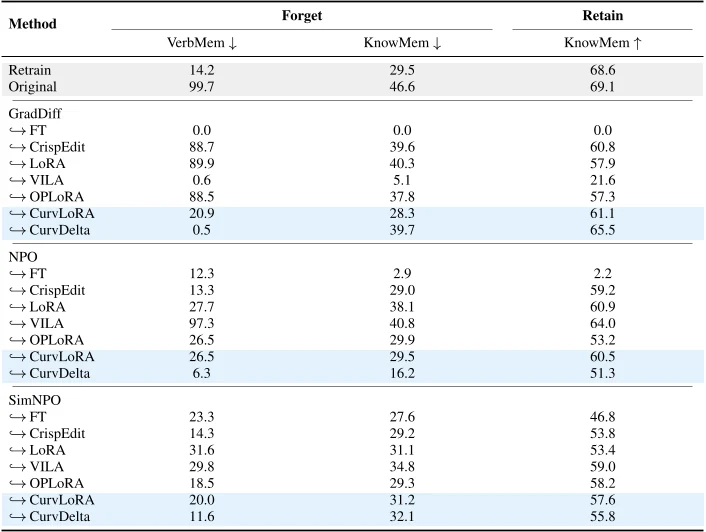 Method Forget Retain
VerbMem ↓ KnowMem ↓ KnowMem ↑
Retrain 14.2 29.5 68.6
Original 99.7 46.6 69.1
GradDiff
↪ FT 0.0 0.0 0.0
↪ CrispEdit 88.7 39.6 60.8
↪ LoRA 89.9 40.3 57.9
↪ VILA 0.6 5.1 21.6
↪ OPLoRA 88.5 37.8 57.3
↪ CurvLoRA 20.9 28.3 61.1
↪ CurvDelta 0.5 39.7 65.5
NPO
↪ FT 12.3 2.9 2.2
↪ CrispEdit 13.3 29.0 59.2
↪ LoRA 27.7 38.1 60.9
↪ VILA 97.3 40.8 64.0
↪ OPLoRA 26.5 29.9 53.2
↪ CurvLoRA 26.5 29.5 60.5
↪ CurvDelta 6.3 16.2 51.3
SimNPO
↪ FT 23.3 27.6 46.8
↪ CrispEdit 14.3 29.2 53.8
↪ LoRA 31.6 31.1 53.4
↪ VILA 29.8 34.8 59.0
↪ OPLoRA 18.5 29.3 58.2
↪ CurvLoRA 20.0 31.2 57.6
↪ CurvDelta 11.6 32.1 55.8